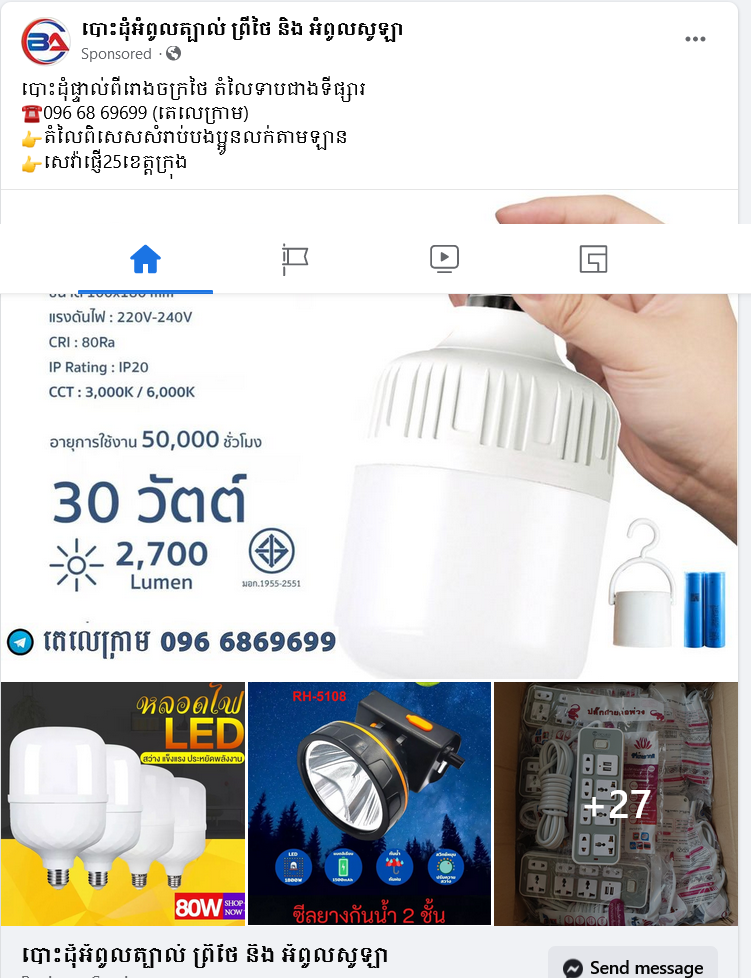 បោះដុំអំពូលត្បាល់ ព្រីថៃ និង អំពូលសូឡា
Sponsored ·
បោះដុំផ្ទាល់ពីរោងចក្រថៃ តំលៃទាបជាងទីផ្សារ
☎️096 68 69699 (តេលេក្រាម)
👉តំលៃពិសេសសំរាប់បងប្អូនលក់តាមឡាន
👉សេវ៉ាផ្ញើ25ខេត្តក្រុង
แรงดันไฟ : 220V-240V
CRI : 80Ra
IP Rating : IP20
CCT : 3,000K / 6,000K
อายุการใช้งาน 50,000 ชั่วโมง
30 วัตต์
2,700
Lumen
มอก.1955-2551
តេលេក្រាម 096 6869699
หลอดไฟ
LED
สว่าง แข็งแรง ประหยัดพลังงาน
80W SHOP NOW
RH-5108
LED
1800W
1500mAh
ซีลยางกันน้ำ 2 ชั้น
+27
បោះដុំអំពូលត្បាល់ ព្រីថៃ និង អំពូលសូឡា
Send message